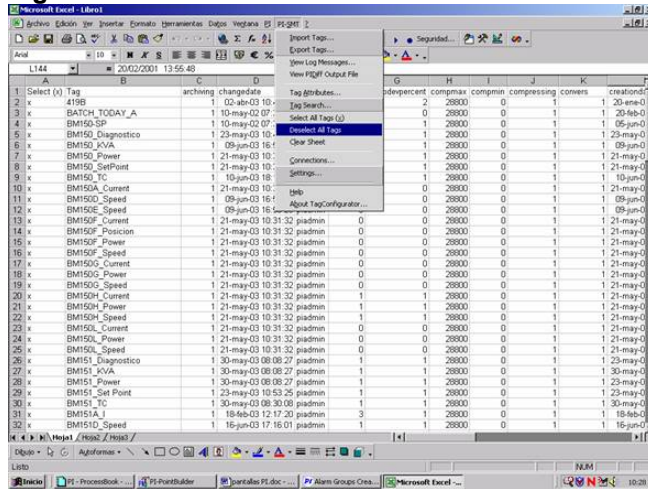 Microsoft Excel - Libro1
Archivo Edición Ver Insertar Formato Herramientas Datos Ventana PI PI-SMT ?
Seguridad...
Arial 10 N K S
L144 = 20/02/2001 13:55:48
Import Tags...
Export Tags...
View Log Messages...
View PIDiff Output File
Tag Attributes...
Tag Search...
Select All Tags (x)
Deselect All Tags
Clear Sheet
Connections...
Settings...
Help
About TagConfigurator...
A B C D G H I J K
1 Select (x) Tag archiving changedate compdevpercent compmax compmin compressing convers creationda
2 x 419B 1 02-abr-03 10: 2 28800 0 1 1 20-ene-0
3 x BATCH_TODAY_A 1 10-may-02 07: 0 28800 0 1 1 20-feb-0
4 x BM150-SP 1 10-may-02 07: 1 28800 0 1 1 05-jun-0
5 x BM150_Diagnostico 1 23-may-03 10: 1 28800 0 1 1 23-may-0
6 x BM150_KVA 1 09-jun-03 16: 1 28800 0 1 1 09-jun-0
7 x BM150_Power 1 21-may-03 10: 1 28800 0 1 1 21-may-0
8 x BM150_SetPoint 1 21-may-03 10: 1 28800 0 1 1 21-may-0
9 x BM150_TC 1 10-jun-03 18: 1 28800 0 1 1 10-jun-0
10 x BM150A_Current 1 21-may-03 10: 0 28800 0 1 1 21-may-0
11 x BM150D_Speed 1 09-jun-03 16: 0 28800 0 1 1 09-jun-0
12 x BM150E_Speed 1 09-jun-03 16: 0 28800 0 1 1 09-jun-0
13 x BM150F_Current 1 21-may-03 10:31:32 piadmin 0 0 28800 0 1 1 21-may-0
14 x BM150F_Posicion 1 21-may-03 10:31:32 piadmin 0 0 28800 0 1 1 21-may-0
15 x BM150F_Power 1 21-may-03 10:31:32 piadmin 0 0 28800 0 1 1 21-may-0
16 x BM150F_Speed 1 21-may-03 10:31:32 piadmin 0 0 28800 0 1 1 21-may-0
17 x BM150G_Current 1 21-may-03 10:31:32 piadmin 0 0 28800 0 1 1 21-may-0
18 x BM150G_Power 1 21-may-03 10:31:32 piadmin 0 0 28800 0 1 1 21-may-0
19 x BM150G_Speed 1 21-may-03 10:31:32 piadmin 0 0 28800 0 1 1 21-may-0
20 x BM150H_Current 1 21-may-03 10:31:32 piadmin 1 1 28800 0 1 1 21-may-0
21 x BM150H_Power 1 21-may-03 10:31:32 piadmin 1 1 28800 0 1 1 21-may-0
22 x BM150H_Speed 1 21-may-03 10:31:32 piadmin 1 1 28800 0 1 1 21-may-0
23 x BM150L_Current 1 21-may-03 10:31:32 piadmin 0 0 28800 0 1 1 21-may-0
24 x BM150L_Power 1 21-may-03 10:31:32 piadmin 0 0 28800 0 1 1 21-may-0
25 x BM150L_Speed 1 21-may-03 10:31:32 piadmin 0 0 28800 0 1 1 21-may-0
26 x BM151_Diagnostico 1 30-may-03 08:08:27 piadmin 1 1 28800 0 1 1 23-may-0
27 x BM151_KVA 1 30-may-03 08:08:27 piadmin 1 1 28800 0 1 1 30-may-0
28 x BM151_Power 1 30-may-03 08:08:27 piadmin 1 1 28800 0 1 1 23-may-0
29 x BM151_Set Point 1 23-may-03 10:53:25 piadmin 1 1 28800 0 1 1 23-may-0
30 x BM151_TC 1 30-may-03 08:30:08 piadmin 1 1 28800 0 1 1 30-may-0
31 x BM151A_I 1 18-feb-03 12:17:20 piadmin 3 1 28800 0 1 1 18-feb-0
32 x BM151D_Speed 1 16-jun-03 17:16:01 piadmin 1 1 28800 0 1 1 16-jun-0
Hoja1 Hoja2 Hoja3
Dibujo Autoformas
Listo NUM
Inicio PI - ProcessBook - ... PI-PointBuilder pantallas PI.doc - ... PI Alarm Groups Crea... Microsoft Excel -... 10:28